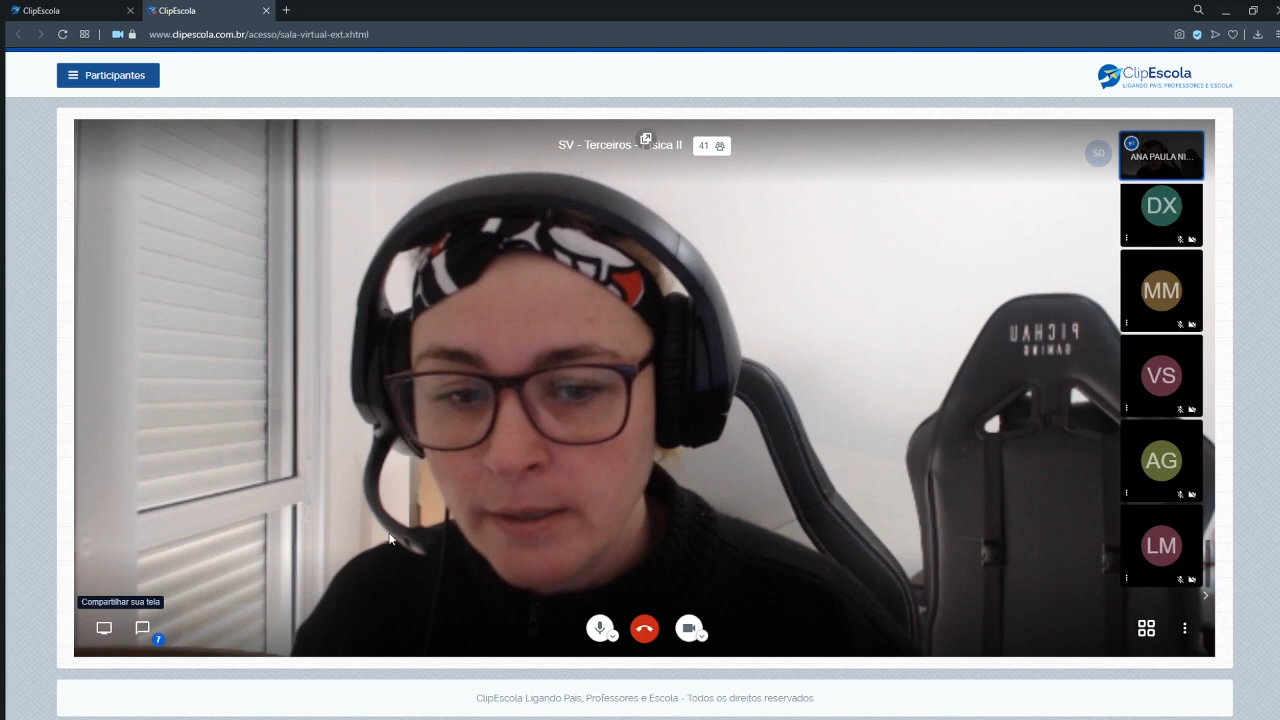 ClipEscola
ClipEscola
www.clipescola.com.br/acesso/sala-virtual-ext.xhtml
Participantes
ClipEscola
LIGANDO PAIS, PROFESSORES E ESCOLA
SV - Terceiros - sica II
41
SD
ANA PAULA NI...
DX
MM
VS
AG
LM
PICHAU
GAMING
Compartilhar sua tela
7
ClipEscola Ligando Pais, Professores e Escola - Todos os direitos reservados